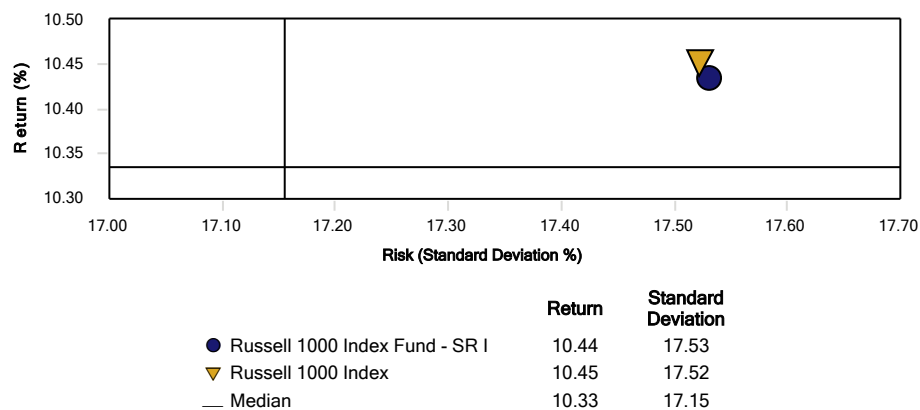 10.50
10.45
10.40
10.35
10.30
Return (%)
17.00 17.10 17.20 17.30 17.40 17.50 17.60 17.70
Risk (Standard Deviation %)
Return Standard Deviation
Russell 1000 Index Fund - SR I 10.44 17.53
Russell 1000 Index 10.45 17.52
Median 10.33 17.15